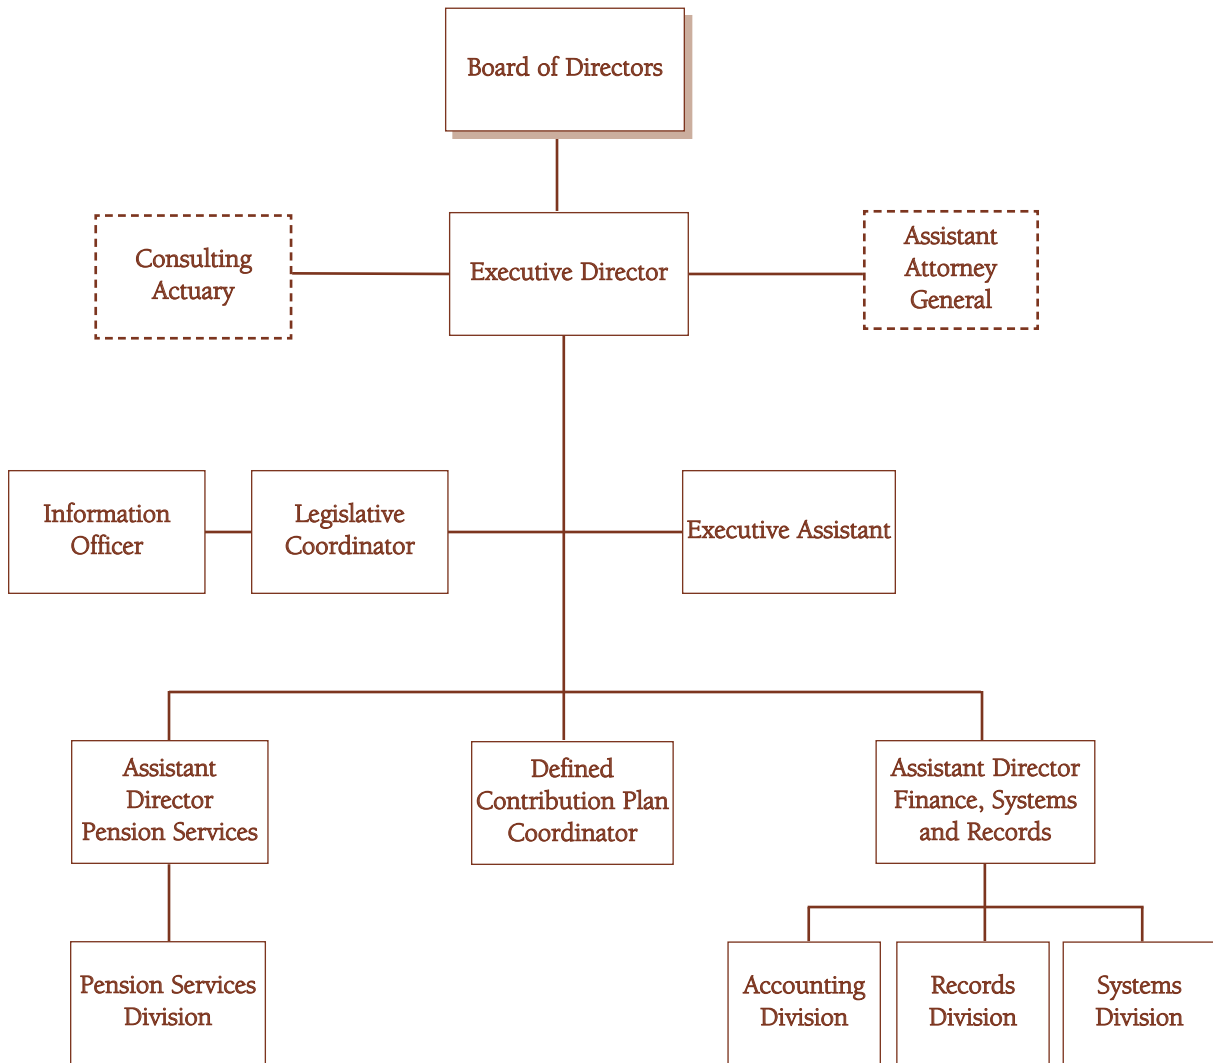 Board of Directors
Consulting
Actuary
Executive Director
Assistant
Attorney
General
Information
Officer
Legislative
Coordinator
Executive Assistant
Assistant
Director
Pension Services
Defined
Contribution Plan
Coordinator
Assistant Director
Finance, Systems
and Records
Pension Services
Division
Accounting
Division
Records
Division
Systems
Division